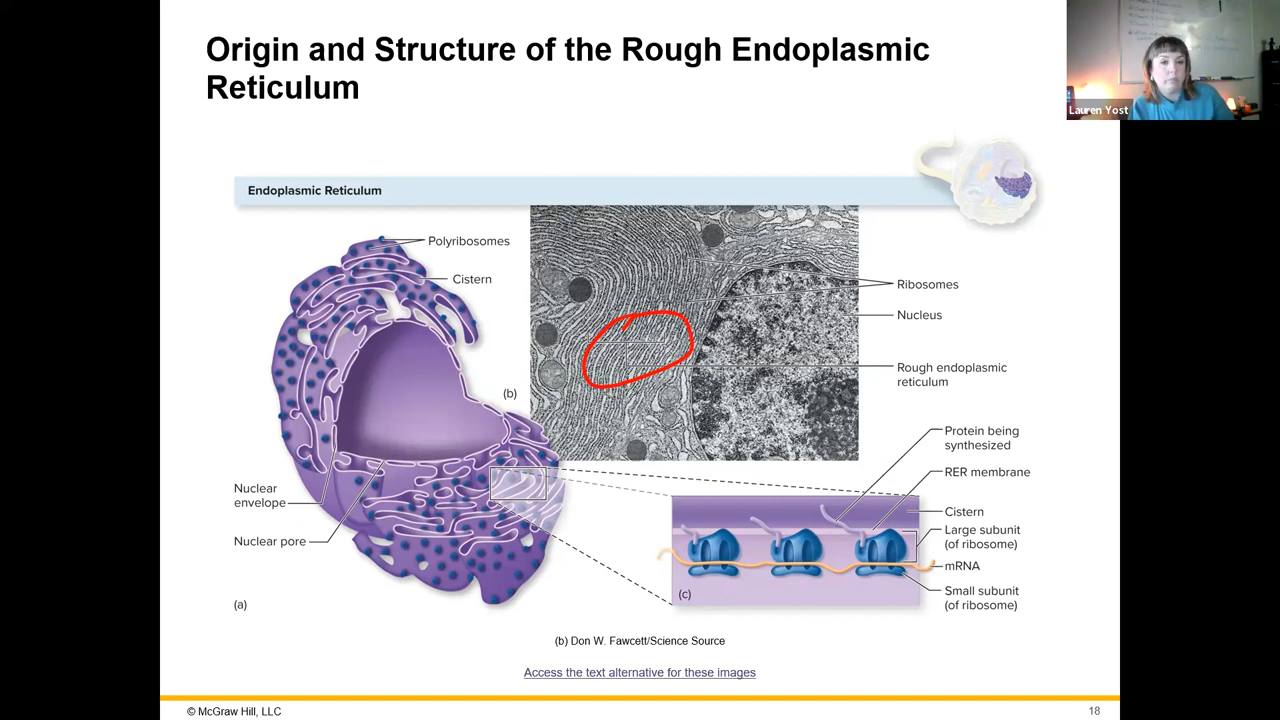 Origin and Structure of the Rough Endoplasmic
Reticulum
Lauren Yost
Endoplasmic Reticulum
Polyribosomes
Cistern
Ribosomes
Nucleus
Rough endoplasmic
reticulum
(b)
Protein being
synthesized
RER membrane
Nuclear
envelope
Cistern
Large subunit
(of ribosome)
Nuclear pore
mRNA
Small subunit
(of ribosome)
(c)
(a)
(b) Don W. Fawcett/Science Source
Access the text alternative for these images
© McGraw Hill, LLC
18